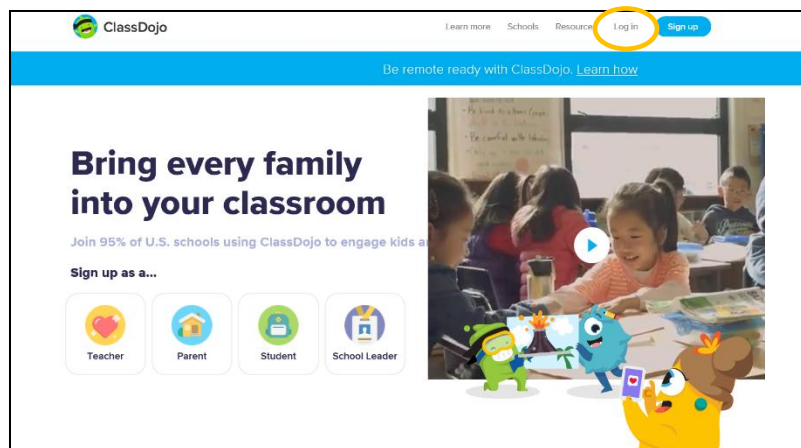 ClassDojo
Learn more Schools Resource Log in Sign up
Be remote ready with ClassDojo. Learn how
Bring every family
into your classroom
Join 95% of U.S. schools using ClassDojo to engage kids
Sign up as a...
Teacher Parent Student School Leader